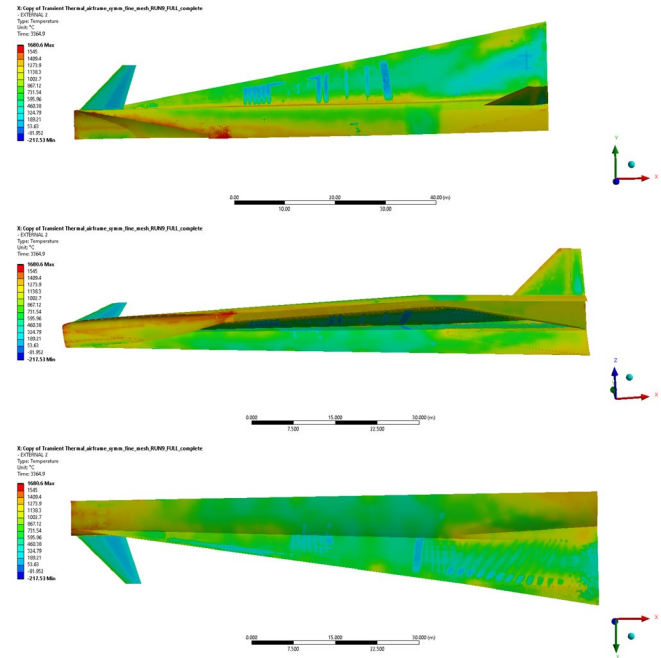 X: Copy of Transient Thermal_airframe_symm_fine_mesh_RUN9_FULL_complete
- EXTERNAL 2
Type: Temperature
Unit: °C
Time: 3364.9
1680.6 Max
1545
1409.4
1273.9
1138.3
1002.7
867.12
731.54
595.96
460.38
324.79
189.21
53.63
-81.952
-217.53 Min
0.00
20.00
40.00 (m)
10.00
30.00
Y
X
X: Copy of Transient Thermal_airframe_symm_fine_mesh_RUN9_FULL_complete
- EXTERNAL 2
Type: Temperature
Unit: °C
Time: 3364.9
1680.6 Max
1545
1409.4
1273.9
1138.3
1002.7
867.12
731.54
595.96
460.38
324.79
189.21
53.63
-81.952
-217.53 Min
0.000
15.000
30.000 (m)
7.500
22.500
Z
X
X: Copy of Transient Thermal_airframe_symm_fine_mesh_RUN9_FULL_complete
- EXTERNAL 2
Type: Temperature
Unit: °C
Time: 3364.9
1680.6 Max
1545
1409.4
1273.9
1138.3
1002.7
867.12
731.54
595.96
460.38
324.79
189.21
53.63
-81.952
-217.53 Min
0.000
15.000
30.000 (m)
7.500
22.500
X
Y